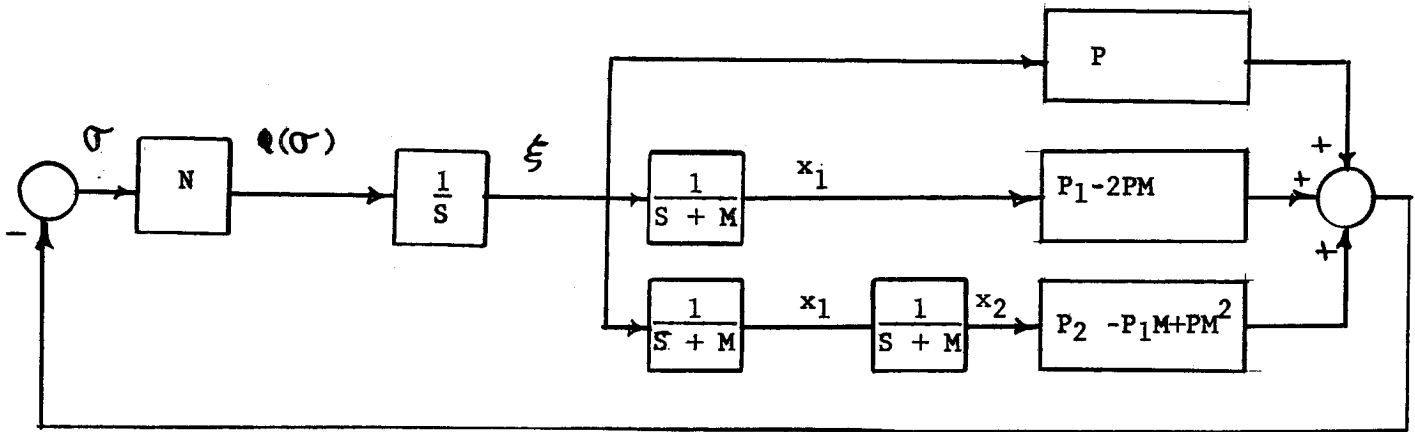 P
σ
N
(σ)
1
S
ξ
1
S + M
x₁
P₁-2PM
1
S + M
x₁
1
S + M
x₂
P₂ -P₁M+PM²
+
+
+
−